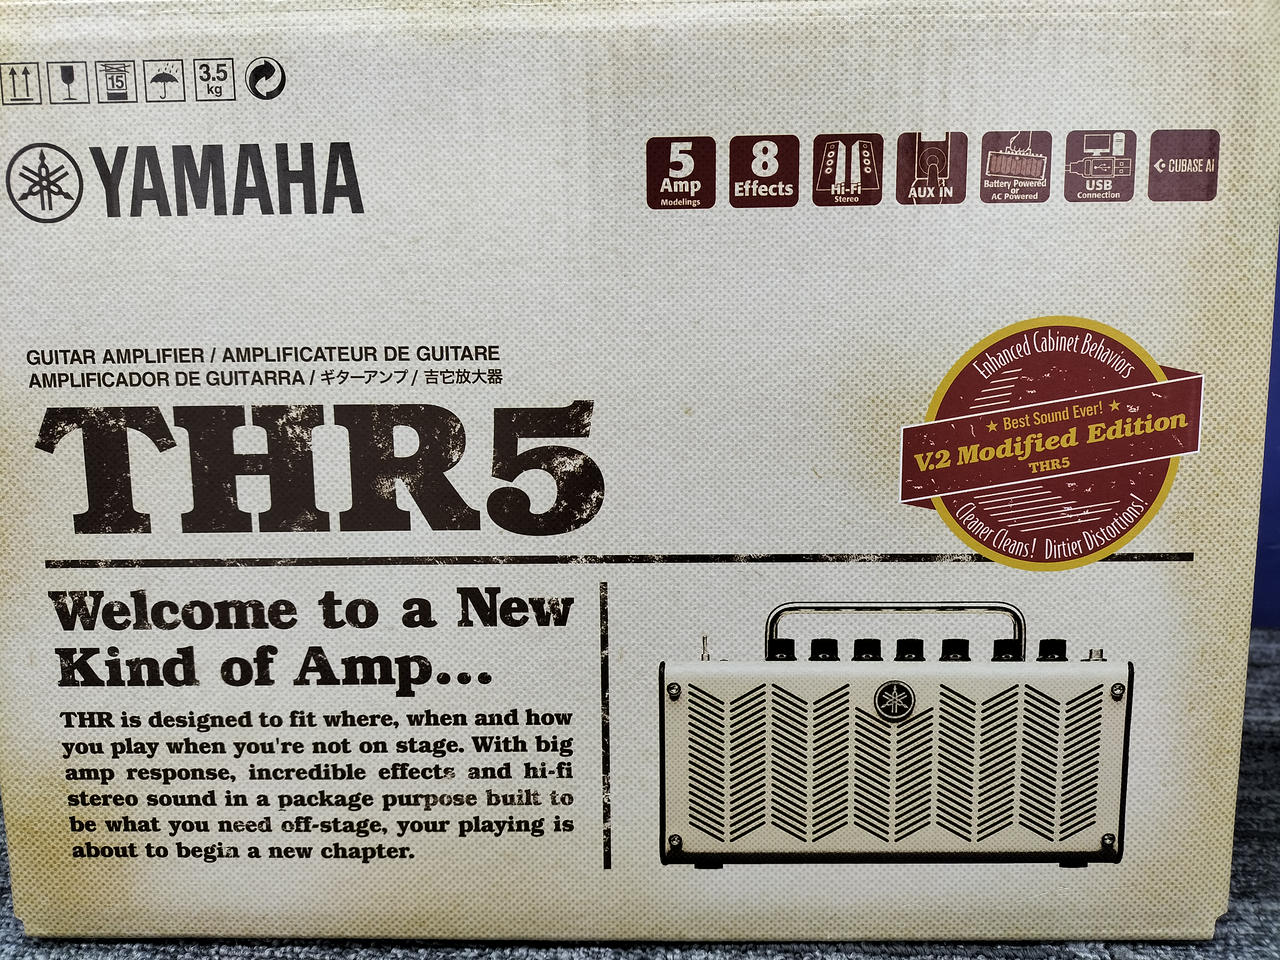 15
3.5
kg
YAMAHA
5
Amp
Modelings
8
Effects
Hi-Fi
Stereo
AUX IN
Battery Powered
or
AC Powered
USB
Connection
CUBASE AI
GUITAR AMPLIFIER / AMPLIFICATEUR DE GUITARE
AMPLIFICADOR DE GUITARRA / ギターアンプ / 吉它放大器
THR5
Enhanced Cabinet Behaviors
★ Best Sound Ever! ★
V.2 Modified Edition
THR5
Cleaner Cleans! Dirtier Distortions!
Welcome to a New
Kind of Amp...
THR is designed to fit where, when and how
you play when you're not on stage. With big
amp response, incredible effects and hi-fi
stereo sound in a package purpose built to
be what you need off-stage, your playing is
about to begin a new chapter.